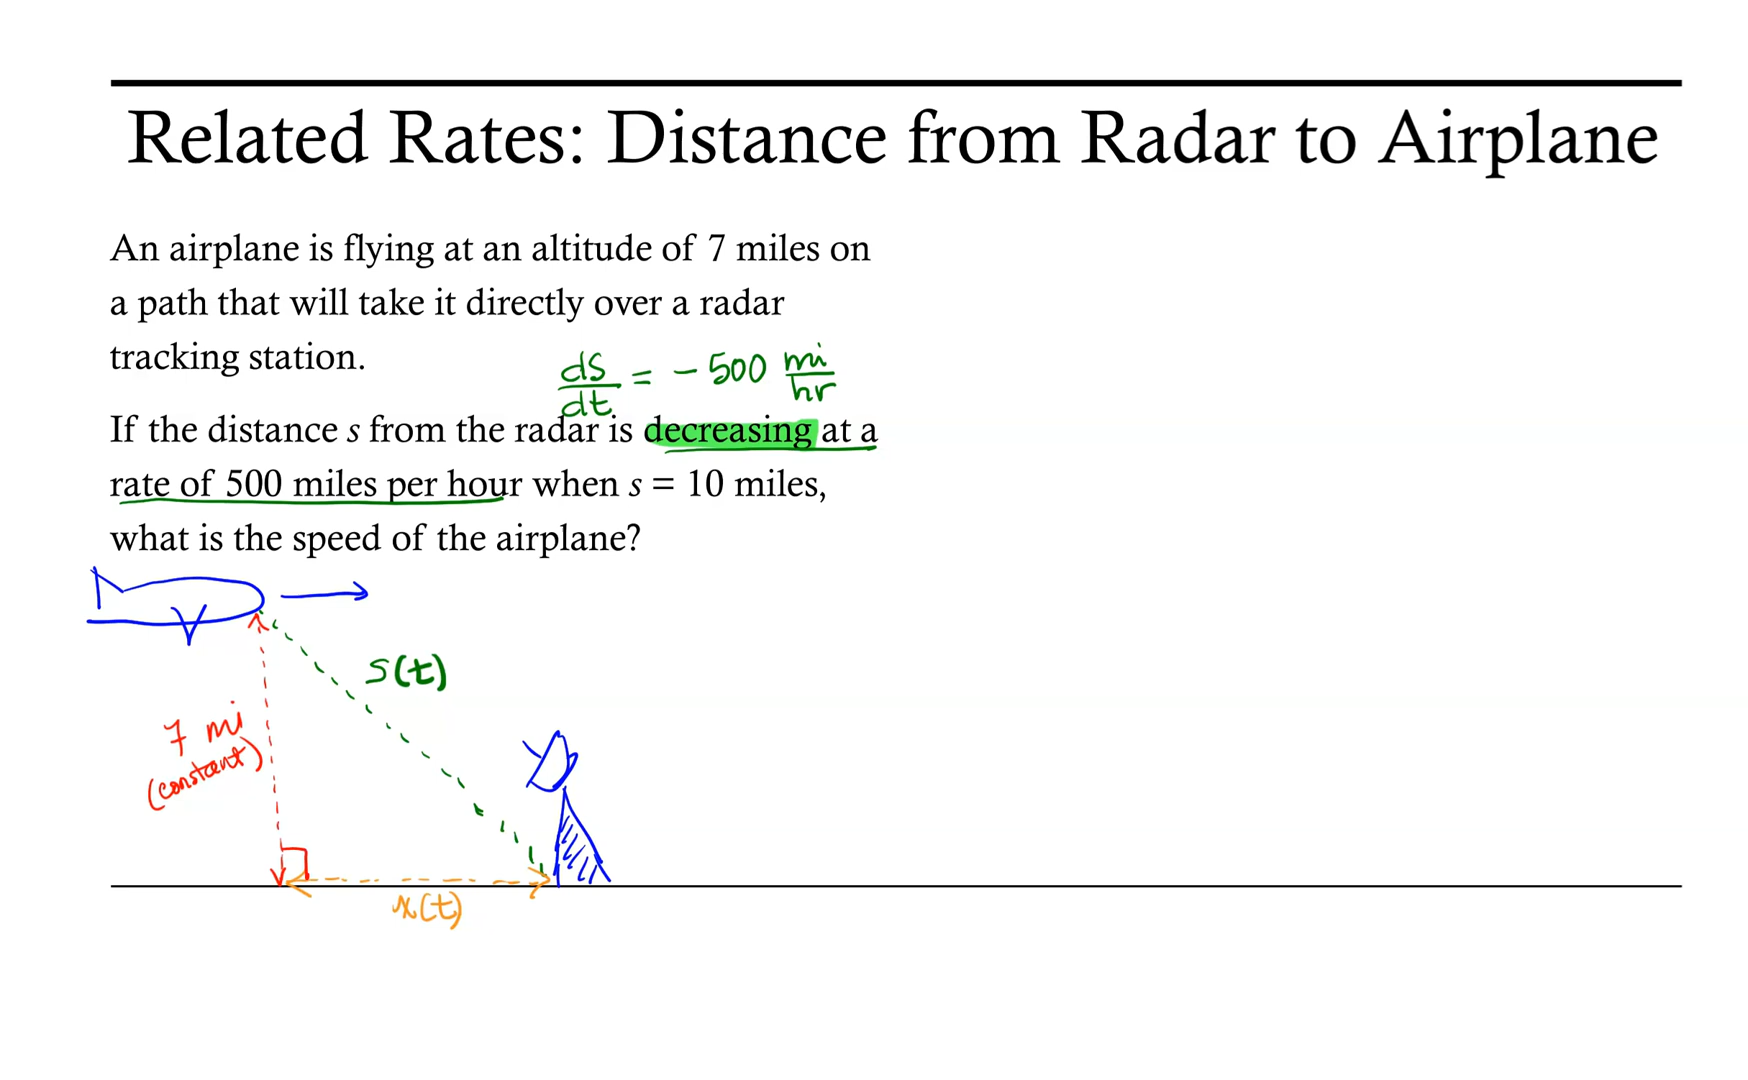 Related Rates: Distance from Radar to Airplane
An airplane is flying at an altitude of 7 miles on
a path that will take it directly over a radar
tracking station.
ds/dt = - 500 mi/hr
If the distance s from the radar is decreasing at a
rate of 500 miles per hour when s = 10 miles,
what is the speed of the airplane?
s(t)
7 mi
(constant)
x(t)